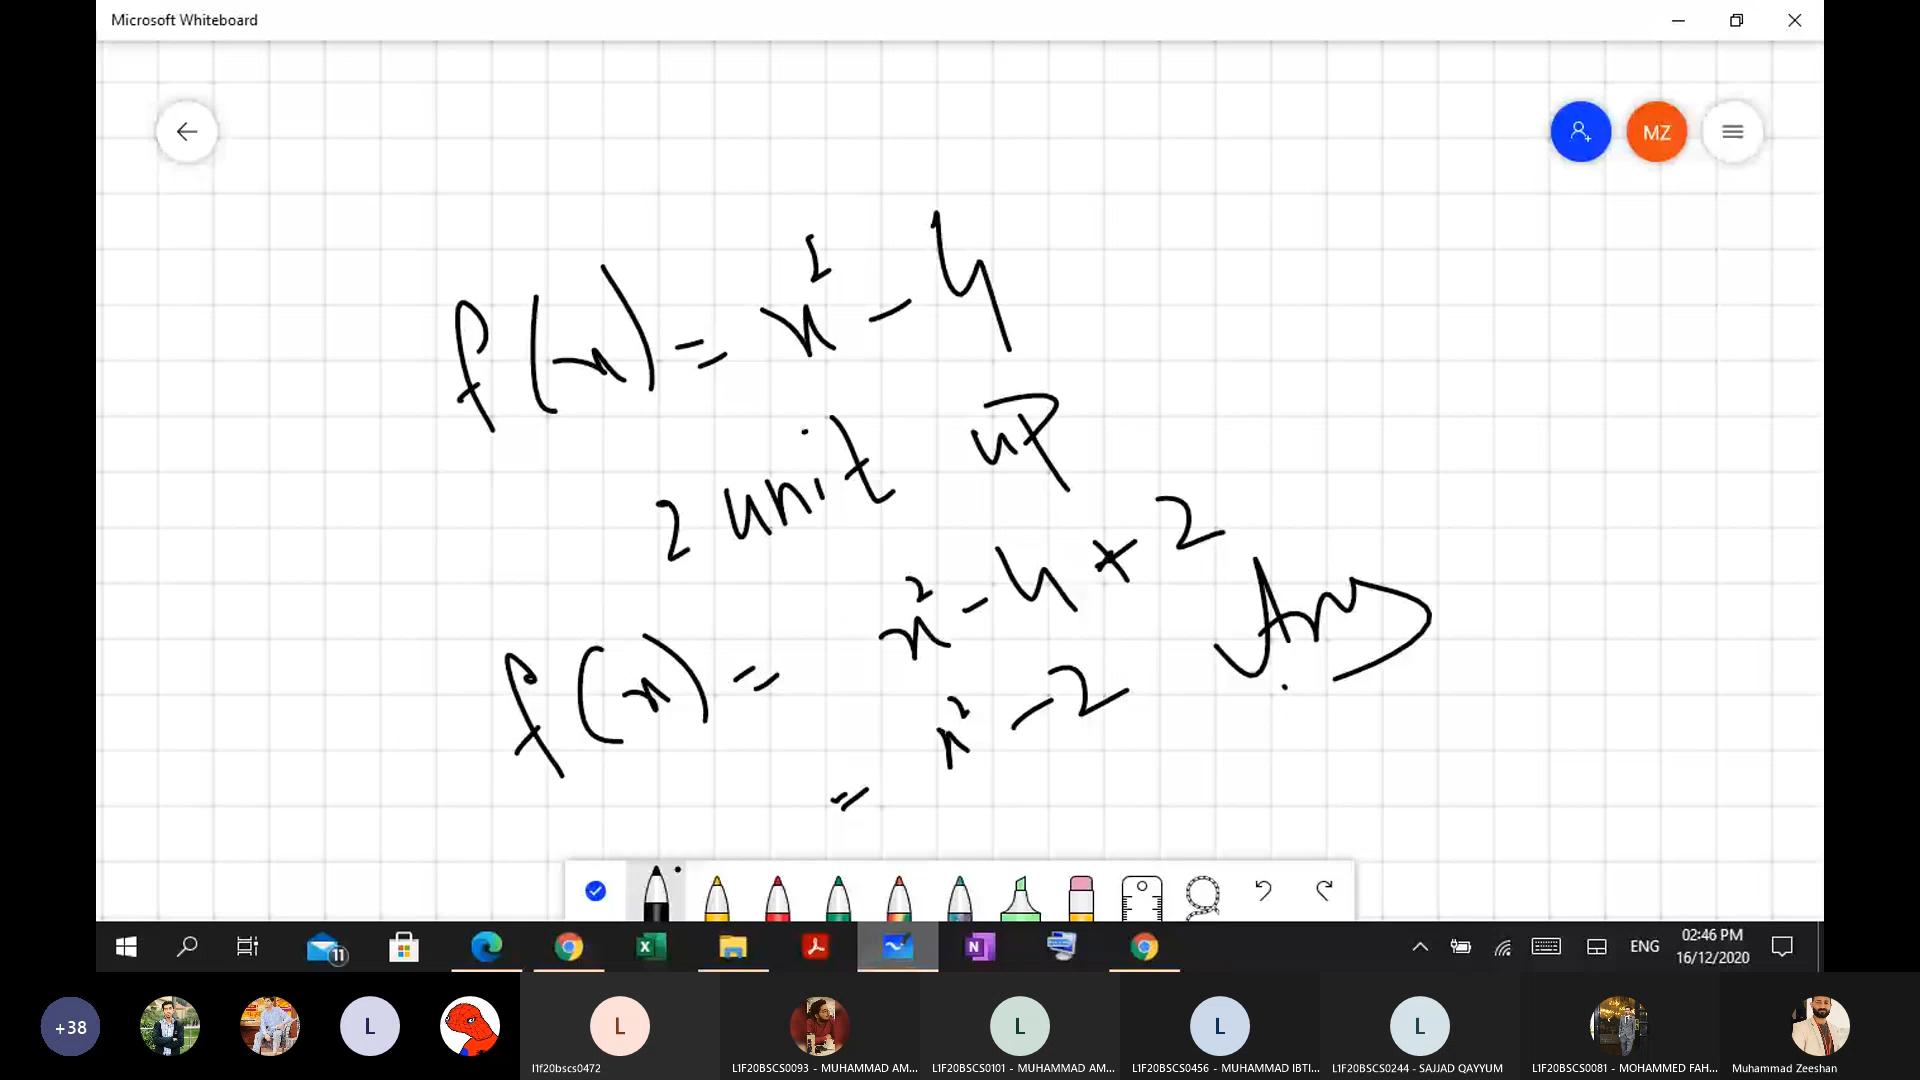 Microsoft Whiteboard
MZ
f(x) = x² - 4
2 unit up
f(x) = x² - 4 + 2
= x² - 2 Ans
11
ENG
02:46 PM
16/12/2020
+38
L
L
L
L
L
l1f20bscs0472
L1F20BSCS0093 - MUHAMMAD AM...
L1F20BSCS0101 - MUHAMMAD AM...
L1F20BSCS0456 - MUHAMMAD IBTI...
L1F20BSCS0244 - SAJJAD QAYYUM
L1F20BSCS0081 - MOHAMMED FAH...
Muhammad Zeeshan